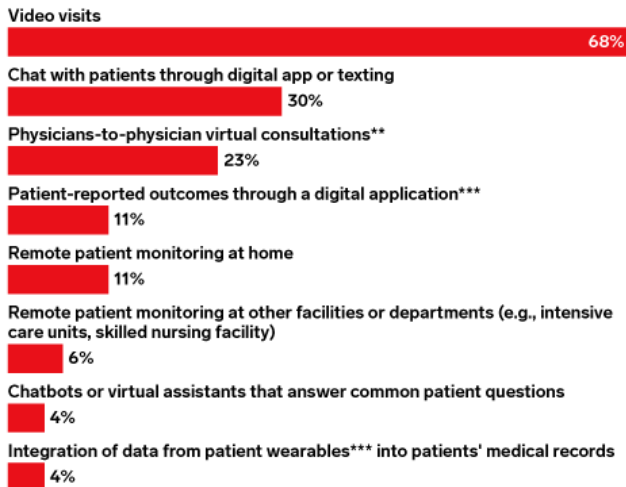 Video visits
68%
Chat with patients through digital app or texting
30%
Physicians-to-physician virtual consultations**
23%
Patient-reported outcomes through a digital application***
11%
Remote patient monitoring at home
11%
Remote patient monitoring at other facilities or departments (e.g., intensive
care units, skilled nursing facility)
6%
Chatbots or virtual assistants that answer common patient questions
4%
Integration of data from patient wearables*** into patients' medical records
4%